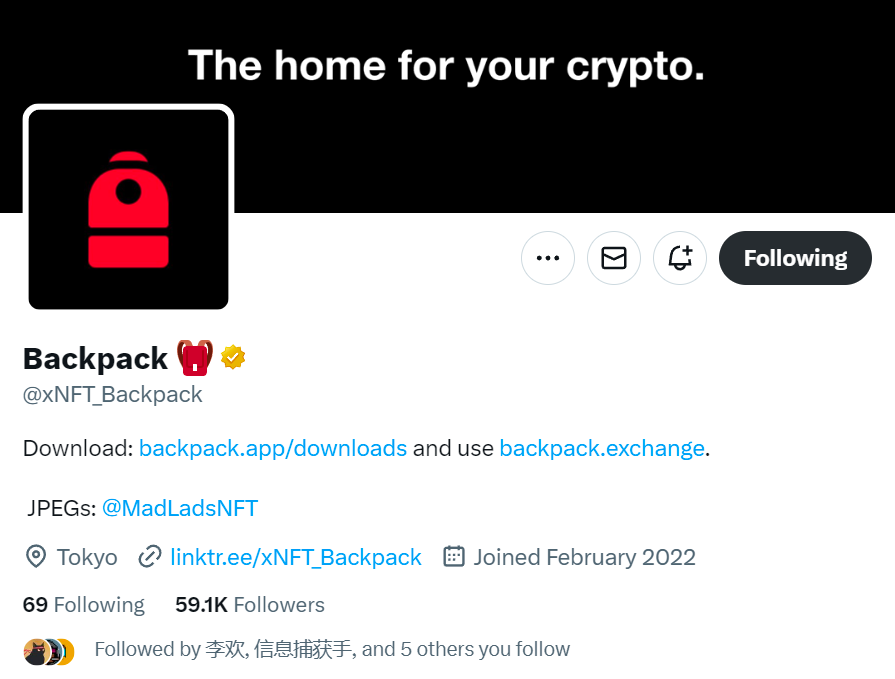 The home for your crypto.
Following
Backpack
@xNFT_Backpack
Download: backpack.app/downloads and use backpack.exchange.
JPEGs: @MadLadsNFT
Tokyo linktr.ee/xNFT_Backpack Joined February 2022
69 Following 59.1K Followers
Followed by 李欢, 信息捕获手, and 5 others you follow